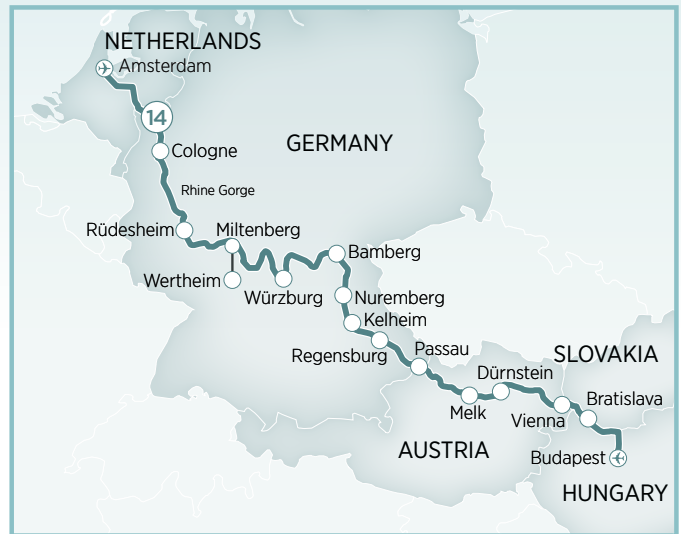 NETHERLANDS
Amsterdam
14
GERMANY
Cologne
Rhine Gorge
Rüdesheim
Miltenberg
Bamberg
Wertheim
Würzburg
Nuremberg
Kelheim
Regensburg
Passau
SLOVAKIA
Dürnstein
Bratislava
Melk
Vienna
AUSTRIA
Budapest
HUNGARY